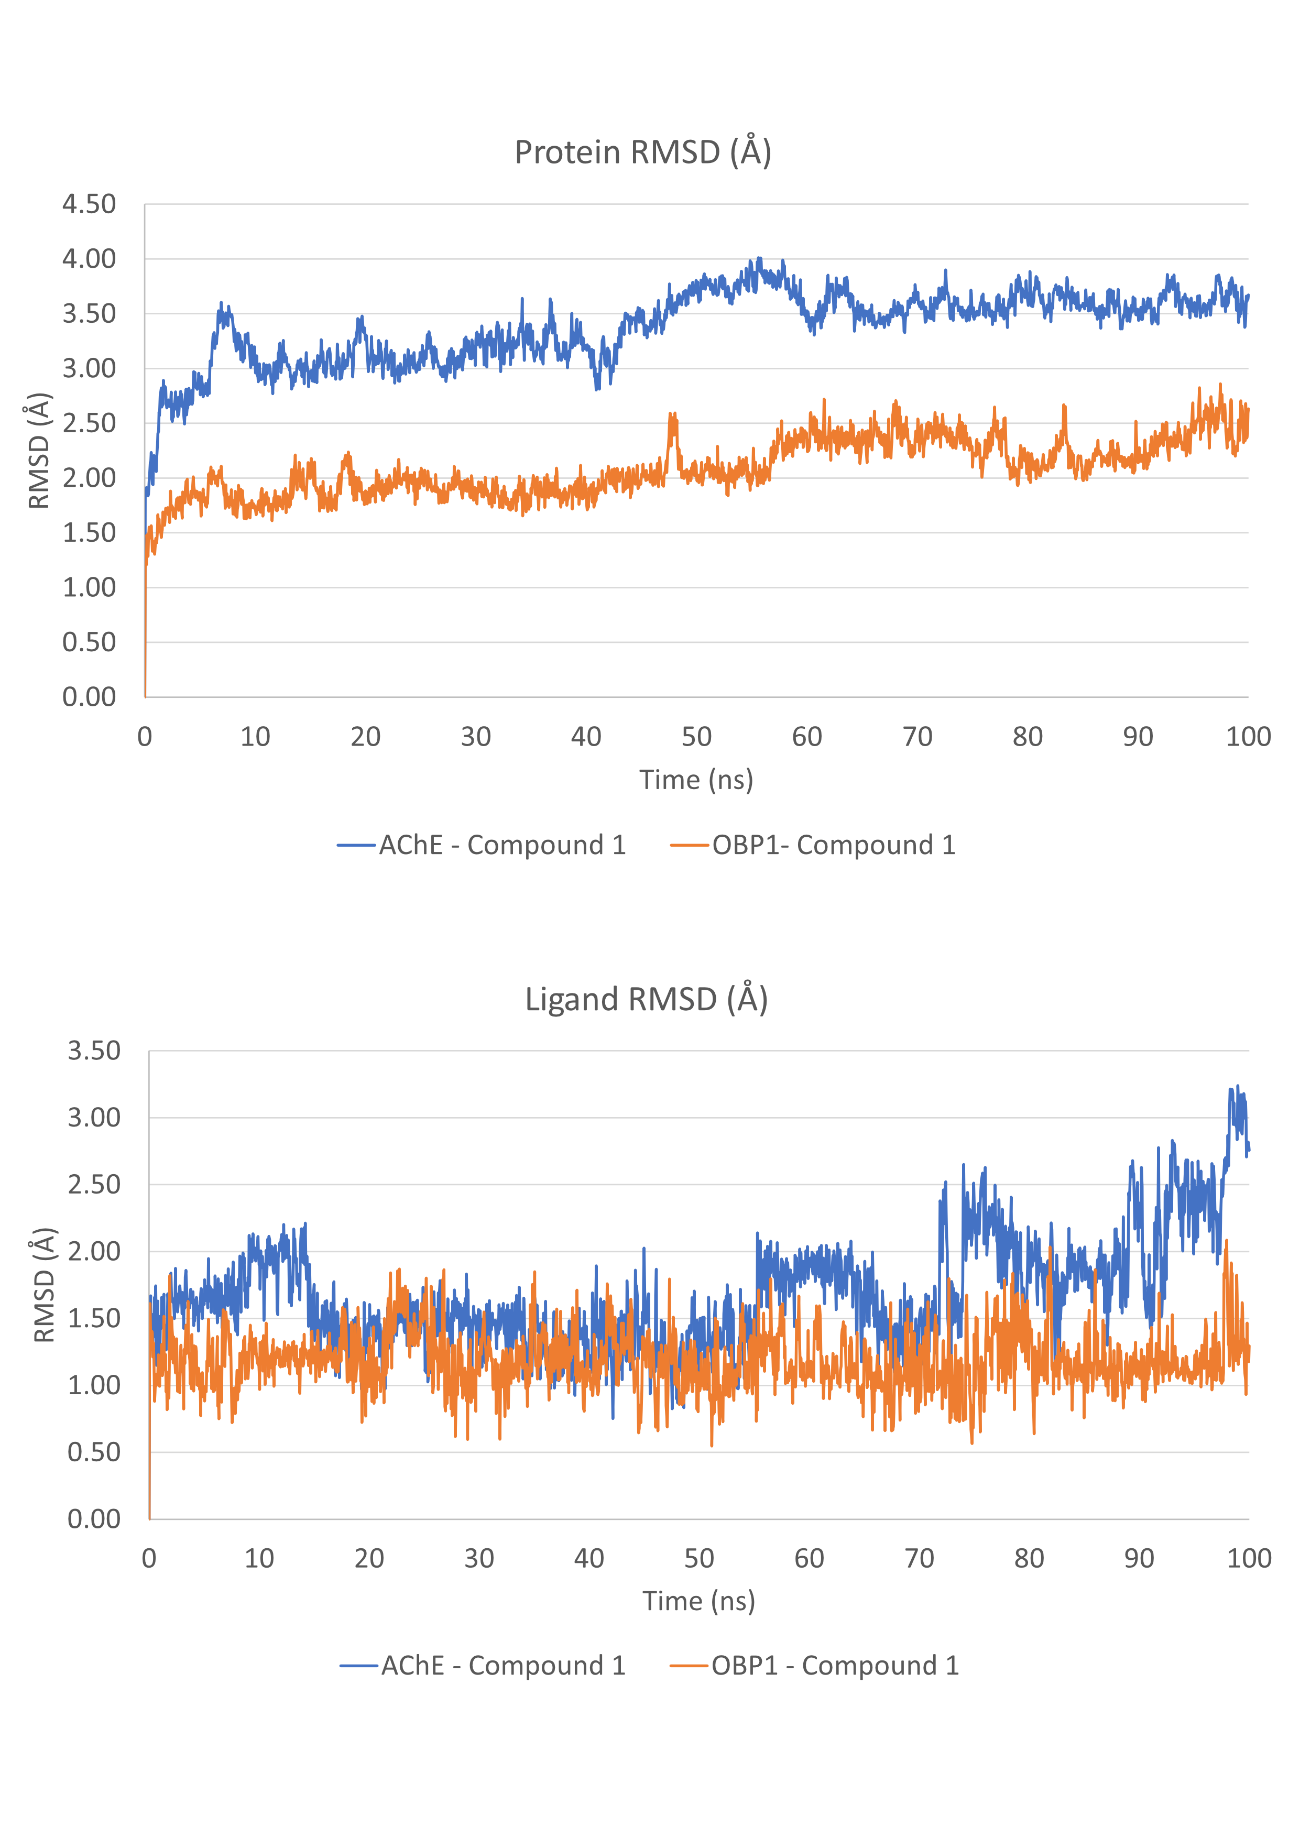 Protein RMSD (Å)
4.50
4.00
3.50
3.00
2.50
2.00
1.50
1.00
0.50
0.00
RMSD (Å)
0 10 20 30 40 50 60 70 80 90 100
Time (ns)
AChE - Compound 1 OBP1- Compound 1
Ligand RMSD (Å)
3.50
3.00
2.50
2.00
1.50
1.00
0.50
0.00
RMSD (Å)
0 10 20 30 40 50 60 70 80 90 100
Time (ns)
AChE - Compound 1 OBP1 - Compound 1